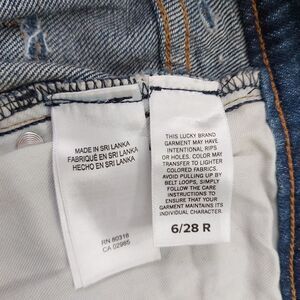 MADE IN SRI LANKA
FABRIQUÉ EN SRI LANKA
HECHO EN SRI LANKA
RN 80318
CA 02985
THIS LUCKY BRAND
GARMENT MAY HAVE
INTENTIONAL RIPS
OR HOLES. COLOR MAY
TRANSFER TO LIGHTER
COLORED FABRICS.
AVOID PULLING UP BY
BELT LOOPS, SIMPLY
FOLLOW THE CARE
INSTRUCTIONS TO
ENSURE THAT YOUR
GARMENT MAINTAINS ITS
INDIVIDUAL CHARACTER.
6/28 R